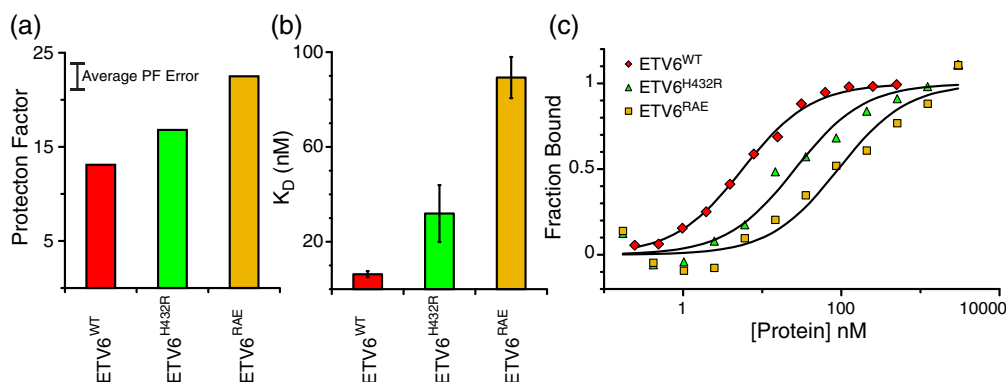 (a)
25
Average PF Error
15
5
Protecton Factor
ETV6WT
ETV6H432R
ETV6RAE
(b)
100
60
20
KD (nM)
ETV6WT
ETV6H432R
ETV6RAE
(c)
ETV6WT
ETV6H432R
ETV6RAE
1
0.5
0
Fraction Bound
1
100
10000
[Protein] nM